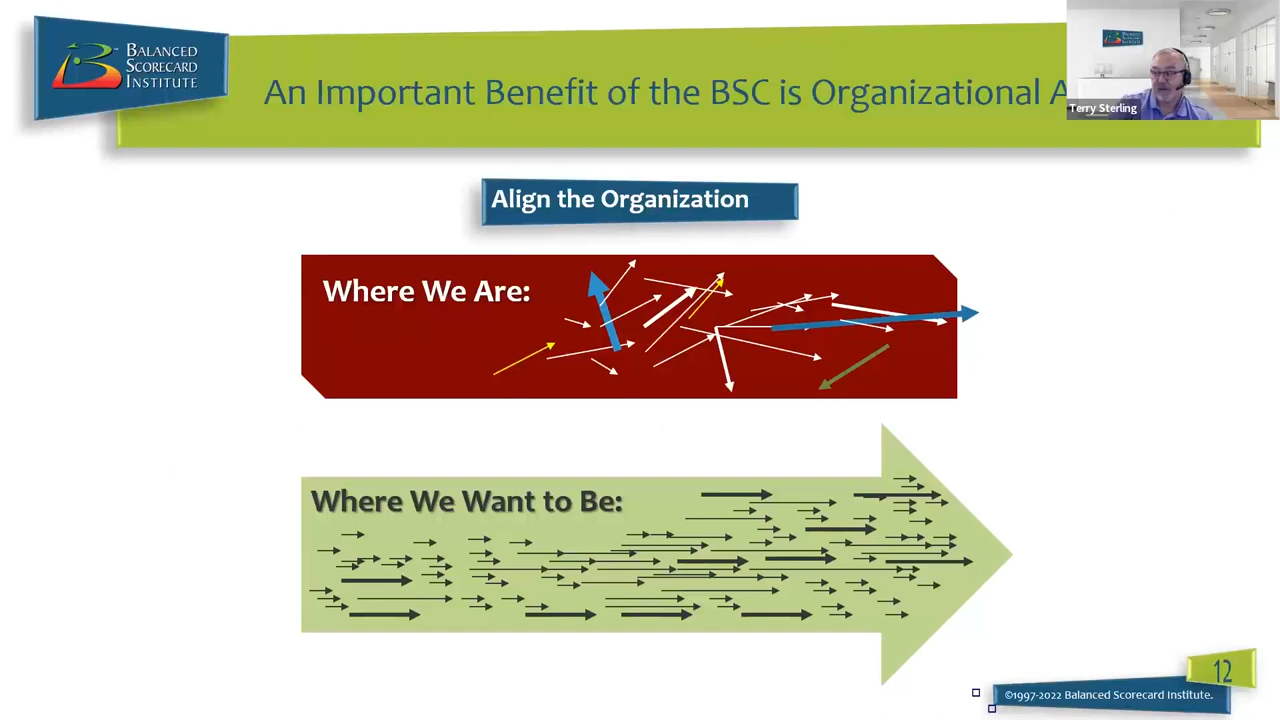 BALANCED
SCORECARD
INSTITUTE
An Important Benefit of the BSC is Organizational A
Terry Sterling
Align the Organization
Where We Are:
Where We Want to Be:
12
©1997-2022 Balanced Scorecard Institute.